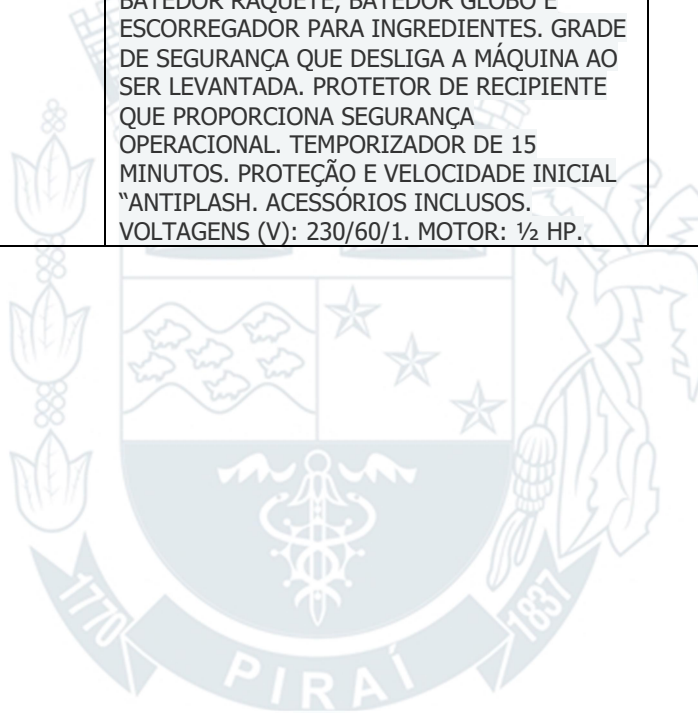 BATEDOR RAQUETE, BATEDOR GLOBO E
ESCORREGADOR PARA INGREDIENTES. GRADE
DE SEGURANÇA QUE DESLIGA A MÁQUINA AO
SER LEVANTADA. PROTETOR DE RECIPIENTE
QUE PROPORCIONA SEGURANÇA
OPERACIONAL. TEMPORIZADOR DE 15
MINUTOS. PROTEÇÃO E VELOCIDADE INICIAL
“ANTIPLASH. ACESSÓRIOS INCLUSOS.
VOLTAGENS (V): 230/60/1. MOTOR: ½ HP.
1770
PIRAÍ
1837